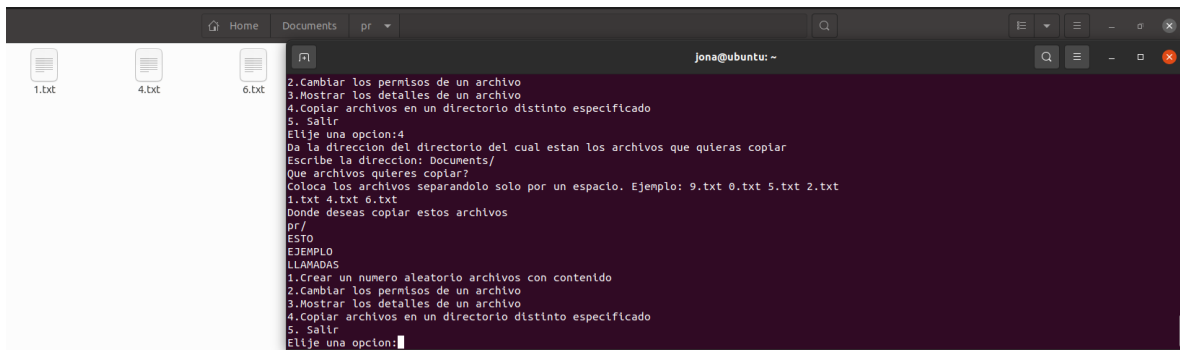 Home Documents pr
1.txt 4.txt 6.txt
jona@ubuntu: ~
2.Cambiar los permisos de un archivo
3.Mostrar los detalles de un archivo
4.Copiar archivos en un directorio distinto especificado
5. Salir
Elije una opcion:4
Da la direccion del directorio del cual estan los archivos que quieras copiar
Escribe la direccion: Documents/
Que archivos quieres copiar?
Coloca los archivos separandolo solo por un espacio. Ejemplo: 9.txt 0.txt 5.txt 2.txt
1.txt 4.txt 6.txt
Donde deseas copiar estos archivos
pr/
ESTO
EJEMPLO
LLAMADAS
1.Crear un numero aleatorio archivos con contenido
2.Cambiar los permisos de un archivo
3.Mostrar los detalles de un archivo
4.Copiar archivos en un directorio distinto especificado
5. Salir
Elije una opcion: